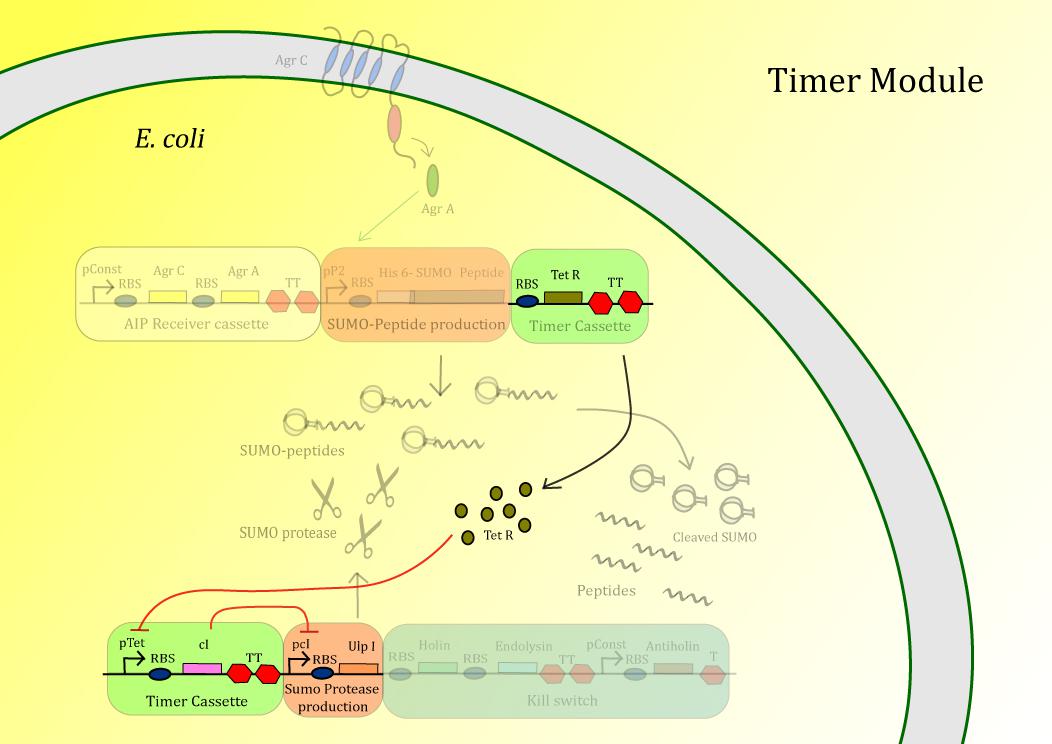 Timer Module
Agr C
E. coli
Agr A
pConst
RBS
Agr C
RBS
Agr A
TT
AIP Receiver cassette
pP2
RBS
His 6- SUMO
Peptide
SUMO-Peptide production
RBS
Tet R
TT
Timer Cassette
SUMO-peptides
SUMO protease
Tet R
Cleaved SUMO
Peptides
pTet
RBS
cI
TT
Timer Cassette
pcI
RBS
Ulp I
Sumo Protease
production
RBS
Holin
RBS
Endolysin
TT
pConst
RBS
Antiholin
T
Kill switch